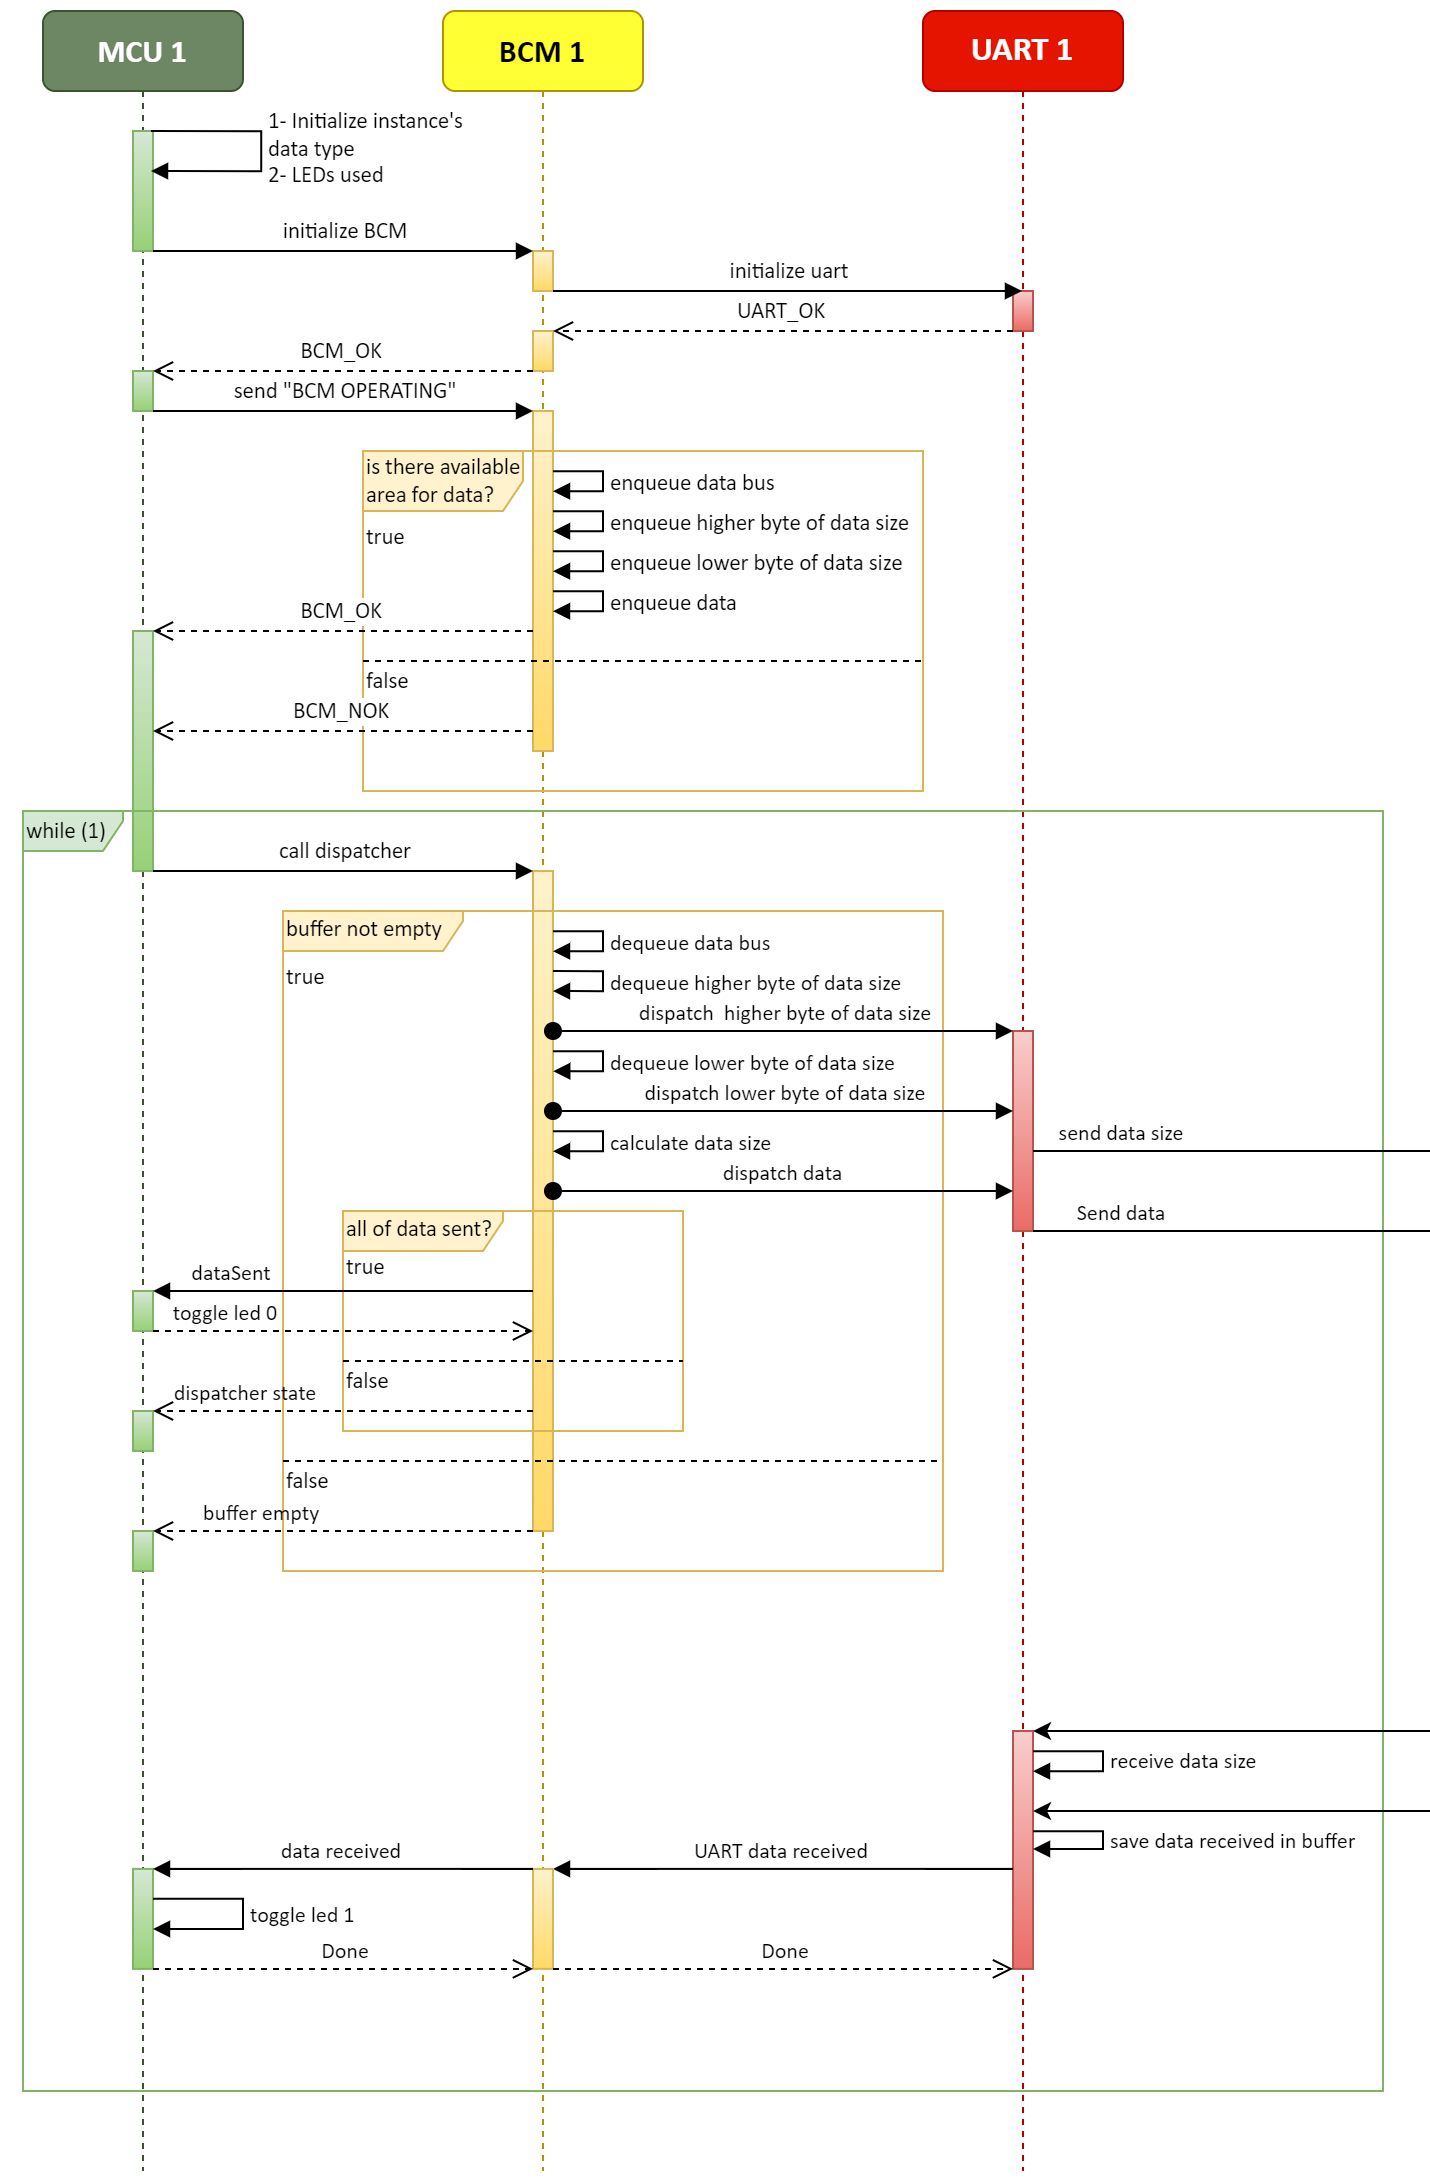 MCU 1
BCM 1
UART 1
1- Initialize instance's
data type
2- LEDs used
initialize BCM
initialize uart
UART_OK
BCM_OK
send "BCM OPERATING"
is there available
area for data?
enqueue data bus
enqueue higher byte of data size
true
enqueue lower byte of data size
enqueue data
BCM_OK
false
BCM_NOK
while (1)
call dispatcher
buffer not empty
dequeue data bus
true
dequeue higher byte of data size
dispatch  higher byte of data size
dequeue lower byte of data size
dispatch lower byte of data size
send data size
calculate data size
dispatch data
Send data
all of data sent?
true
dataSent
toggle led 0
false
dispatcher state
false
buffer empty
receive data size
save data received in buffer
data received
UART data received
toggle led 1
Done
Done